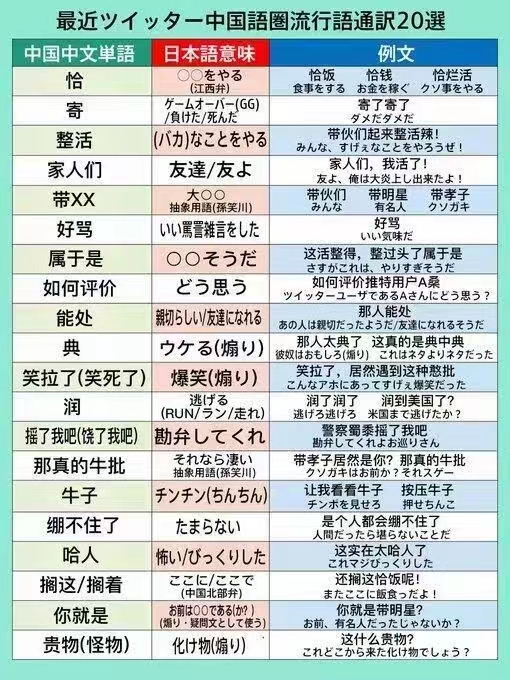 最近ツイッター中国語圏流行語通訳20選
中国中文単語 日本語意味 例文
恰 ○○をやる 恰饭 恰钱 恰烂活
(江西弁) 食事をする お金を稼ぐ クソ事をやる
寄 ゲームオーバー(GG) 寄了寄了
/負けた/死んだ ダメだダメだ
整活 (バカ)なことをやる 带伙们起来整活辣!
みんな、すげぇなことをやろうぜ!
家人们 友達/友よ 家人们，我活了!
友よ、俺は大炎上し出来たよ!
带XX 大○○ 带伙们 带明星 带孝子
抽象用語(孫笑川) みんな 有名人 クソガキ
好骂 いい罵詈雑言をした 好骂
いい気味だ
属于是 ○○そうだ 这活整得，整过头了属于是
さすがこれは、やりすぎそうだ
如何评价 どう思う 如何评价推特用户A桑
ツイッターユーザであるAさんにどう思う?
能处 親切らしい/友達になれる 那人能处
あの人は親切だったようだ/友達になれるそうだ
典 ウケる(煽り) 那人太典了 这真的是典中典
彼奴はおもしろ(煽り) これはネタよりネタだった
笑拉了(笑死了) 爆笑(煽り) 笑拉了，居然遇到这种憨批
こんなアホにあってすげぇ爆笑だった
润 逃げる 润了润了 润到美国了?
(RUN/ラン/走れ) 逃げろ逃げろ 米国まで逃げたか?
摇了我吧(饶了我吧) 勘弁してくれ 警察蜀黍摇了我吧
勘弁してくれよお巡りさん
那真的牛批 それなら凄い 带孝子居然是你? 那真的牛批
抽象用語(孫笑川) クソガキはお前か? それスゲー
牛子 チンチン(ちんちん) 让我看看牛子 按压牛子
チンポを見せろ 押せちんこ
绷不住了 たまらない 是个人都会绷不住了
人間だったら堪らないことだ
哈人 怖い/びっくりした 这实在太哈人了
これマジびっくりした
搁这/搁着 ここに/ここで 还搁这恰饭呢!
(中国北部弁) またここに飯食っだよ!
你就是 お前は○○である(か?) 你就是带明星?
(煽り・疑問文として使う) お前、有名人だったじゃないか?
贵物(怪物) 化け物(煽り) 这什么贵物?
これどこから来た化け物でしょう?